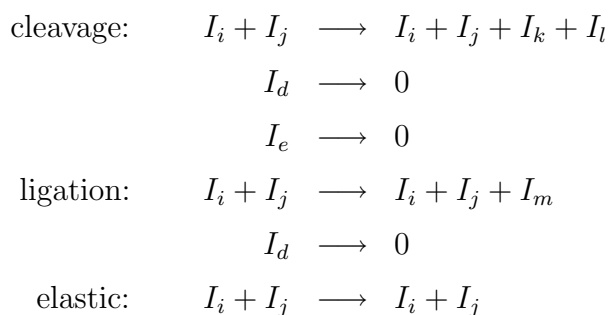 cleavage: I_i + I_j ⟶ I_i + I_j + I_k + I_l
I_d ⟶ 0
I_e ⟶ 0
ligation: I_i + I_j ⟶ I_i + I_j + I_m
I_d ⟶ 0
elastic: I_i + I_j ⟶ I_i + I_j